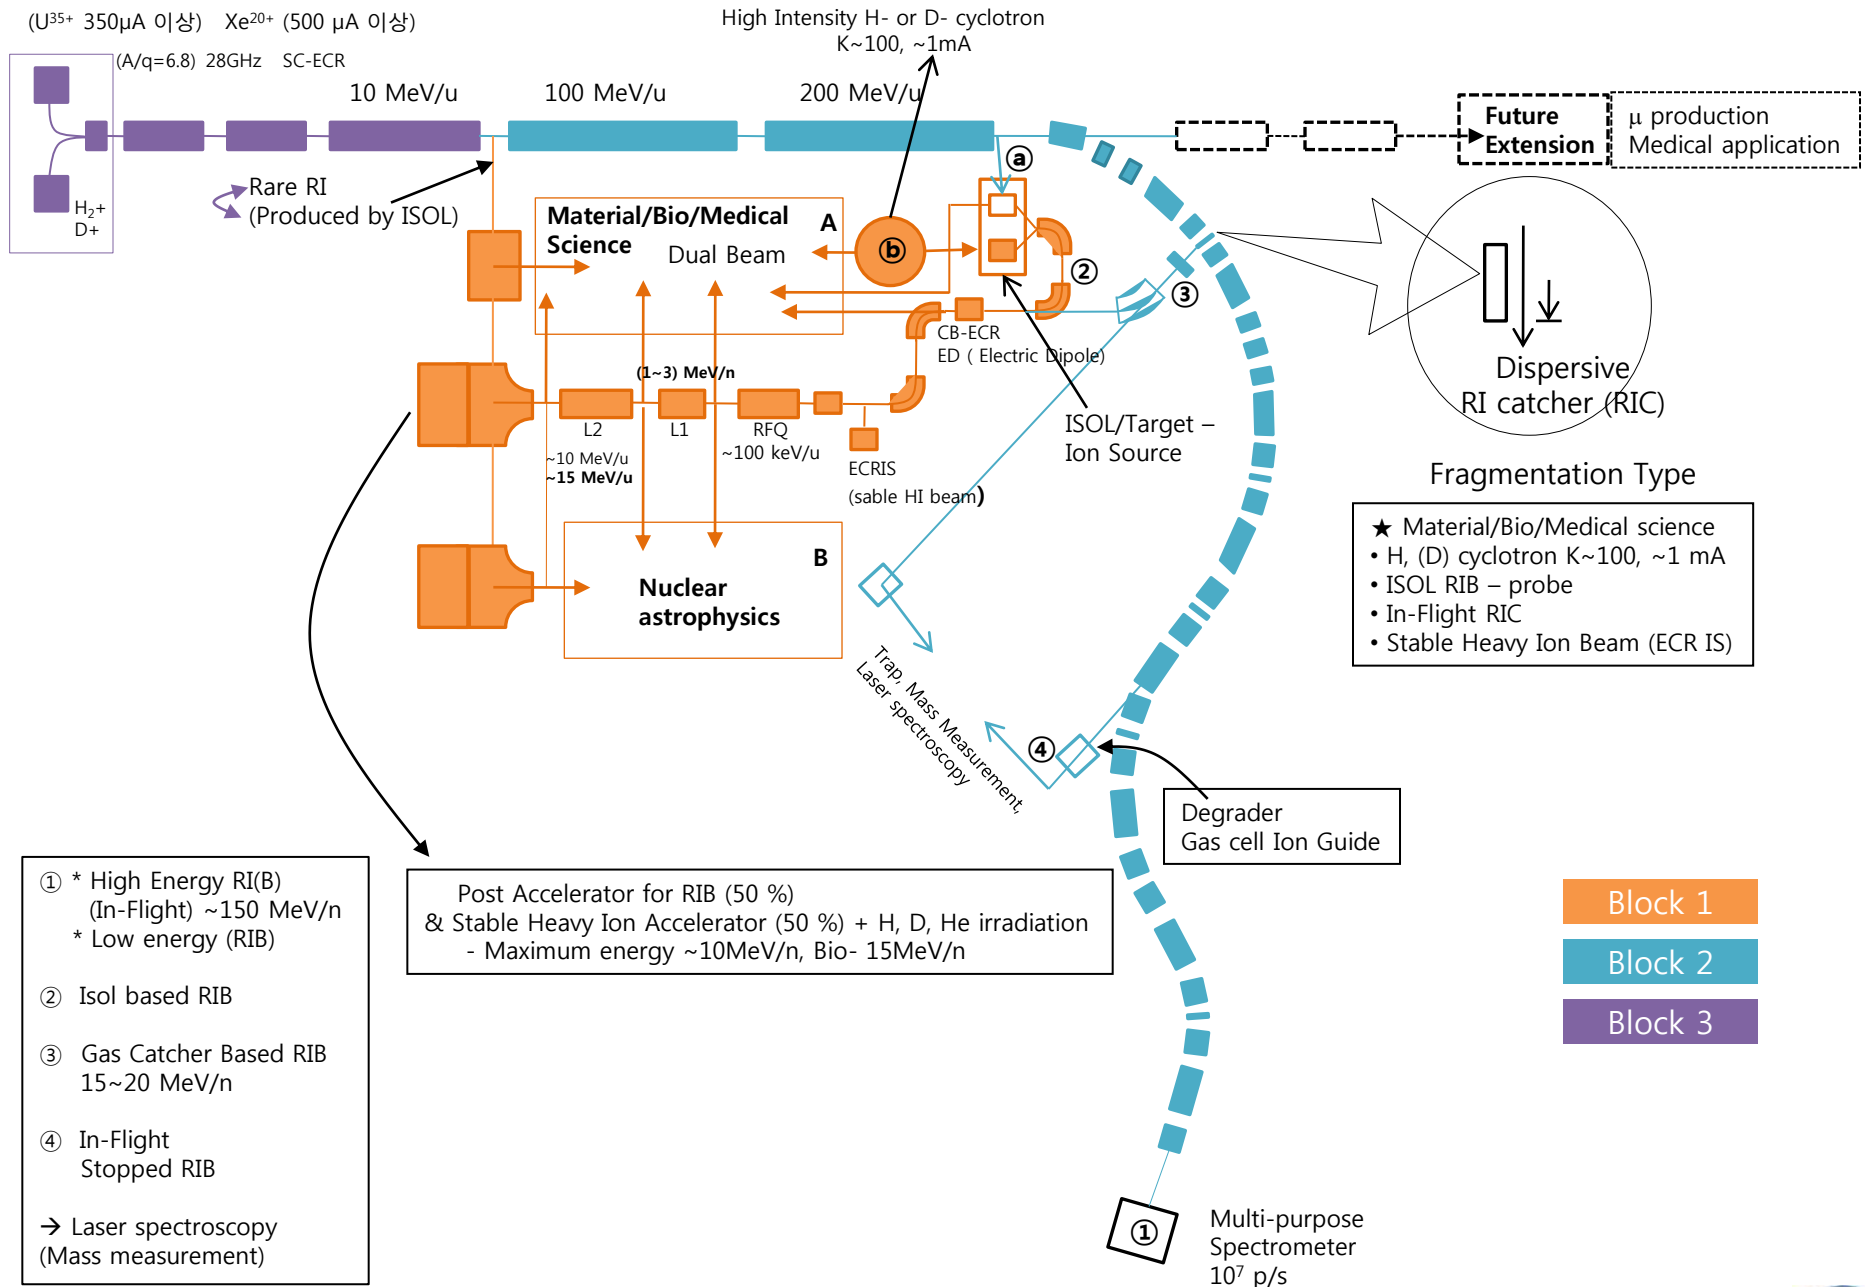 (U³⁵⁺ 350μA 이상) Xe²⁰⁺ (500 μA 이상)
(A/q=6.8) 28GHz SC-ECR
High Intensity H- or D- cyclotron
K~100, ~1mA
10 MeV/u
100 MeV/u
200 MeV/u
Future
Extension
μ production
Medical application
H₂+
D+
Rare RI
(Produced by ISOL)
Material/Bio/Medical
Science
A
Dual Beam
ⓑ
ⓐ
②
③
CB-ECR
ED ( Electric Dipole)
(1~3) MeV/n
L2
L1
RFQ
~100 keV/u
~10 MeV/u
~15 MeV/u
ECRIS
(sable HI beam)
ISOL/Target –
Ion Source
Dispersive
RI catcher (RIC)
Fragmentation Type
★ Material/Bio/Medical science
• H, (D) cyclotron K~100, ~1 mA
• ISOL RIB – probe
• In-Flight RIC
• Stable Heavy Ion Beam (ECR IS)
B
Nuclear
astrophysics
Trap, Mass Measurement,
Laser spectroscopy
④
Degrader
Gas cell Ion Guide
Post Accelerator for RIB (50 %)
& Stable Heavy Ion Accelerator (50 %) + H, D, He irradiation
- Maximum energy ~10MeV/n, Bio- 15MeV/n
① * High Energy RI(B)
(In-Flight) ~150 MeV/n
* Low energy (RIB)
② Isol based RIB
③ Gas Catcher Based RIB
15~20 MeV/n
④ In-Flight
Stopped RIB
→ Laser spectroscopy
(Mass measurement)
Block 1
Block 2
Block 3
①
Multi-purpose
Spectrometer
10⁷ p/s